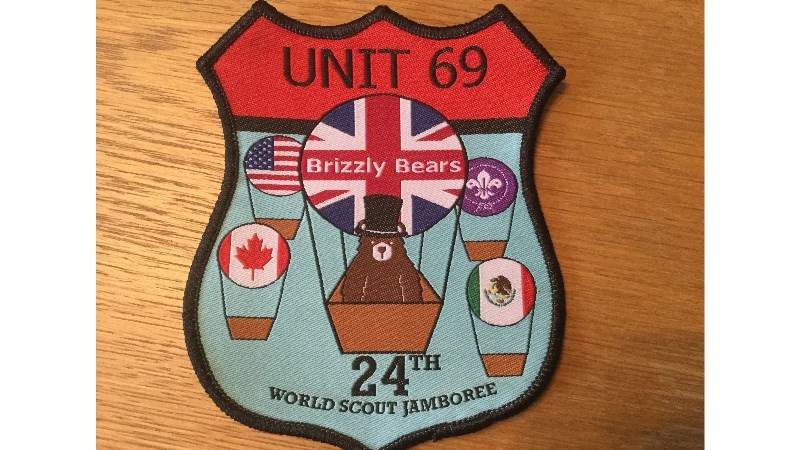 UNIT 69
Brizzly Bears
24TH
WORLD SCOUT JAMBOREE